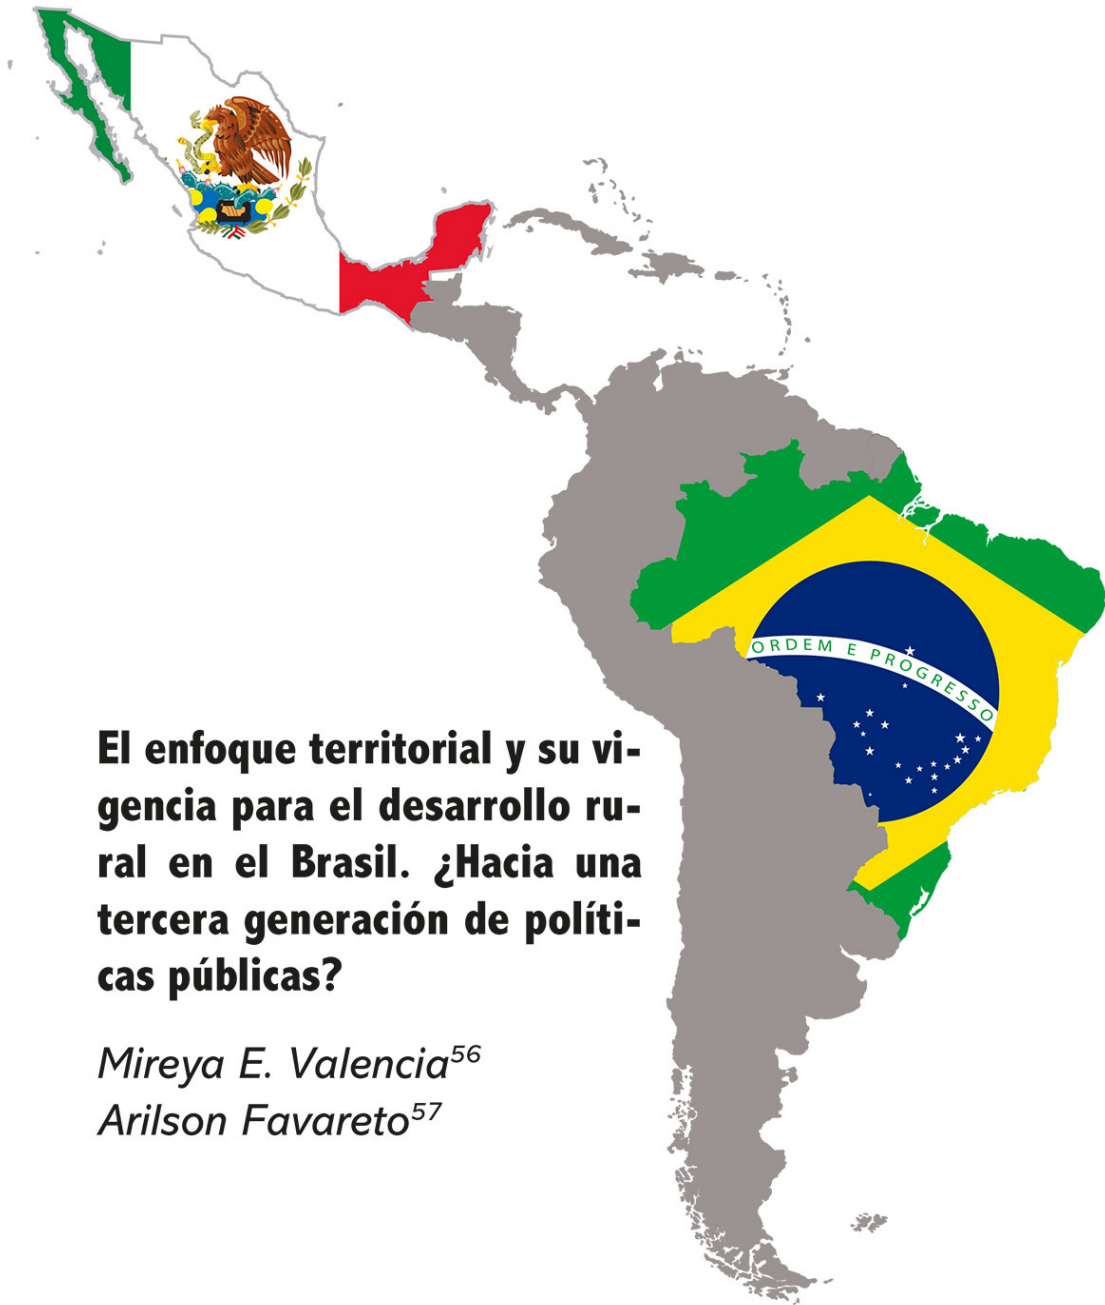 ORDEM E PROGRESSO
El enfoque territorial y su vi-
gencia para el desarrollo ru-
ral en el Brasil. ¿Hacia una
tercera generación de políti-
cas públicas?
Mireya E. Valencia⁵⁶
Arilson Favareto⁵⁷